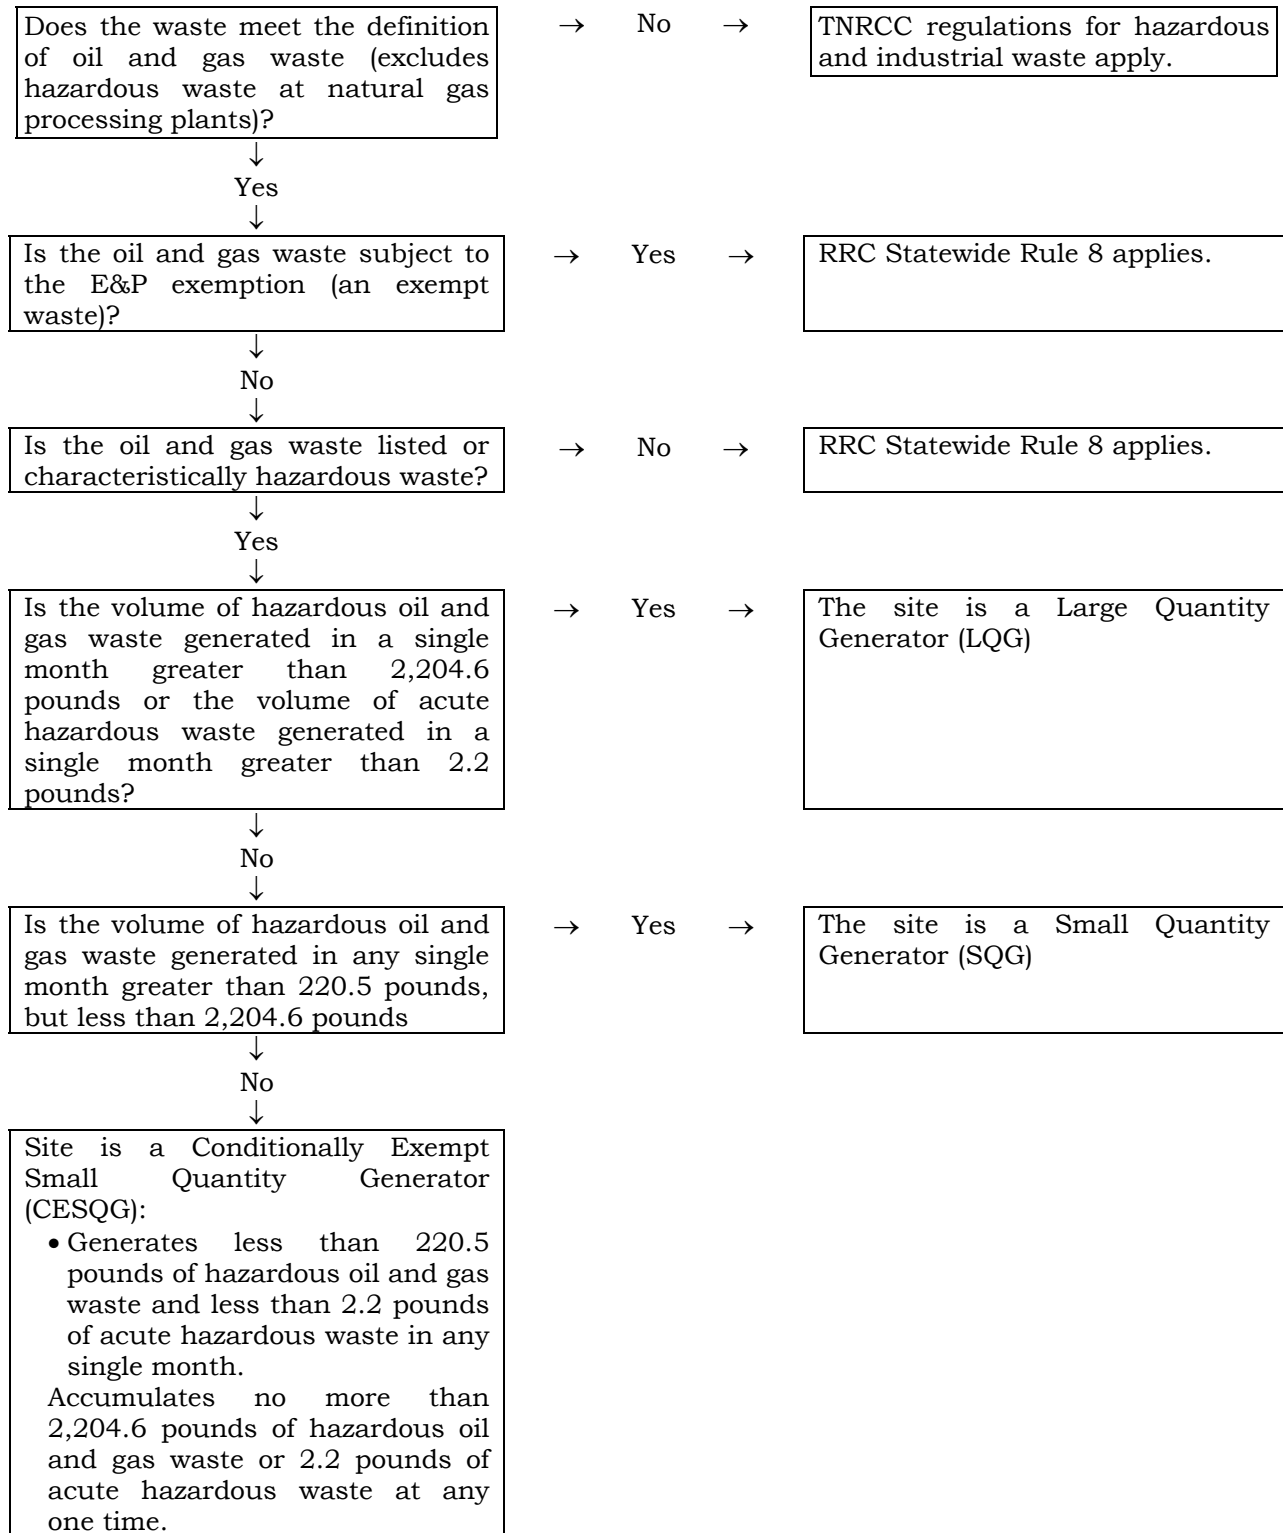 Does the waste meet the definition
of oil and gas waste (excludes
hazardous waste at natural gas
processing plants)?
→ No →
TNRCC regulations for hazardous
and industrial waste apply.
↓
Yes
↓
Is the oil and gas waste subject to
the E&P exemption (an exempt
waste)?
→ Yes →
RRC Statewide Rule 8 applies.
↓
No
↓
Is the oil and gas waste listed or
characteristically hazardous waste?
→ No →
RRC Statewide Rule 8 applies.
↓
Yes
↓
Is the volume of hazardous oil and
gas waste generated in a single
month greater than 2,204.6
pounds or the volume of acute
hazardous waste generated in a
single month greater than 2.2
pounds?
→ Yes →
The site is a Large Quantity
Generator (LQG)
↓
No
↓
Is the volume of hazardous oil and
gas waste generated in any single
month greater than 220.5 pounds,
but less than 2,204.6 pounds
→ Yes →
The site is a Small Quantity
Generator (SQG)
↓
No
↓
Site is a Conditionally Exempt
Small Quantity Generator
(CESQG):
• Generates less than 220.5
pounds of hazardous oil and gas
waste and less than 2.2 pounds
of acute hazardous waste in any
single month.
Accumulates no more than
2,204.6 pounds of hazardous oil
and gas waste or 2.2 pounds of
acute hazardous waste at any
one time.